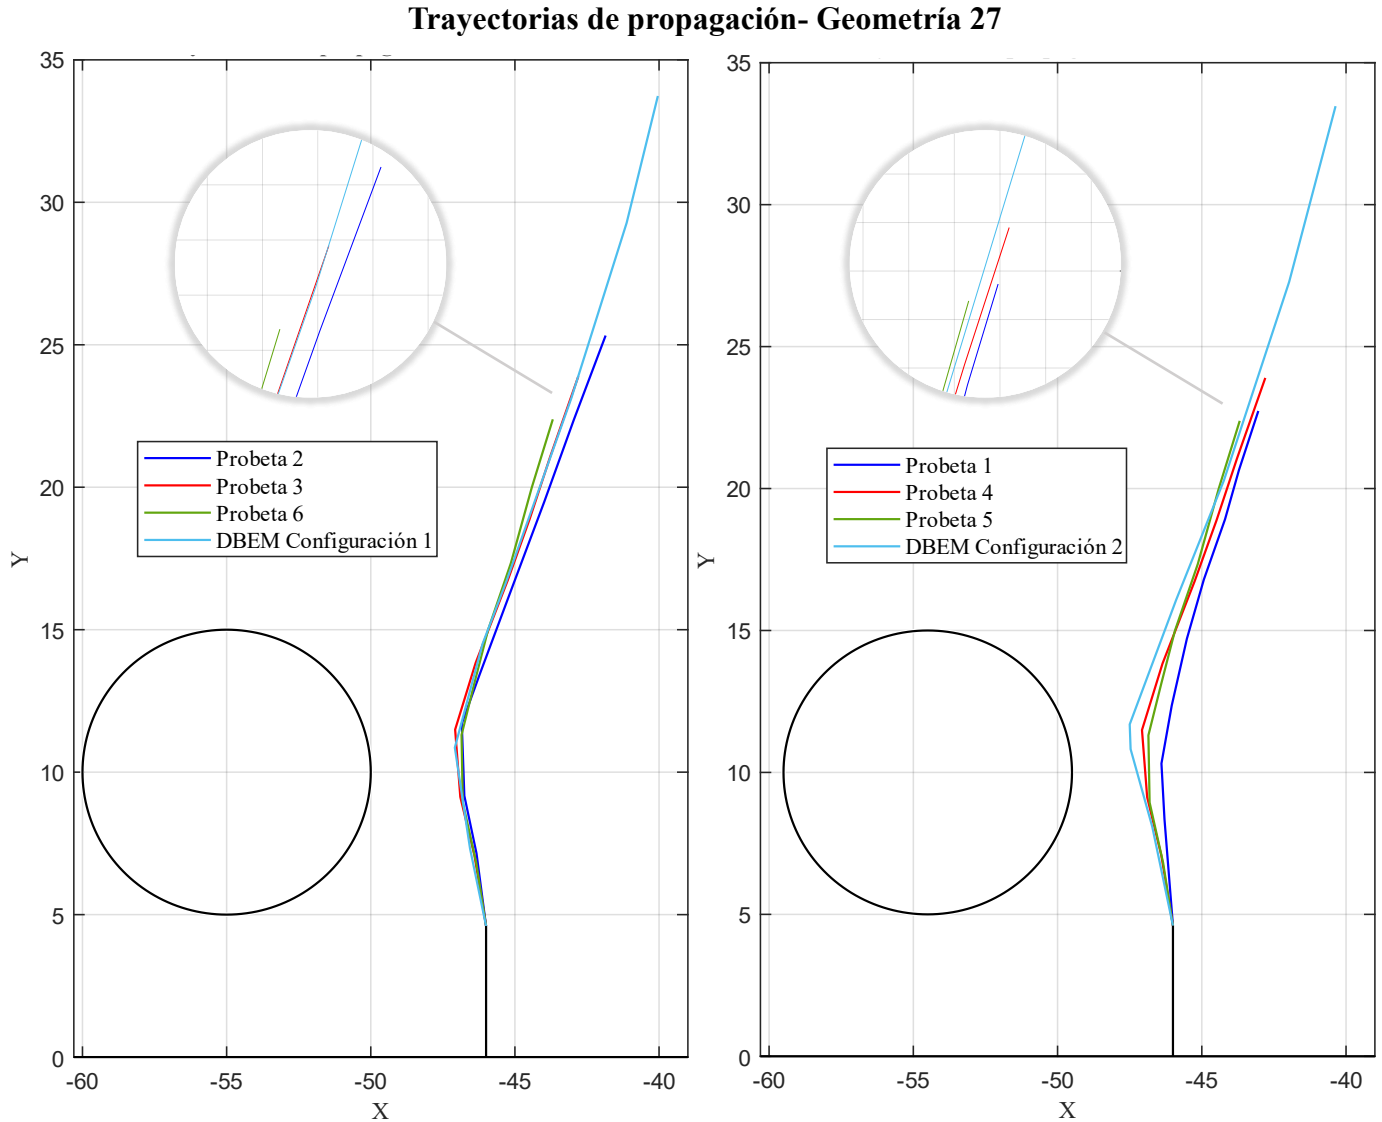 Trayectorias de propagación- Geometría 27
35
30
25
20
15
10
5
0
-60
-55
-50
-45
-40
X
Y
Probeta 2
Probeta 3
Probeta 6
DBEM Configuración 1
35
30
25
20
15
10
5
0
-60
-55
-50
-45
-40
X
Y
Probeta 1
Probeta 4
Probeta 5
DBEM Configuración 2